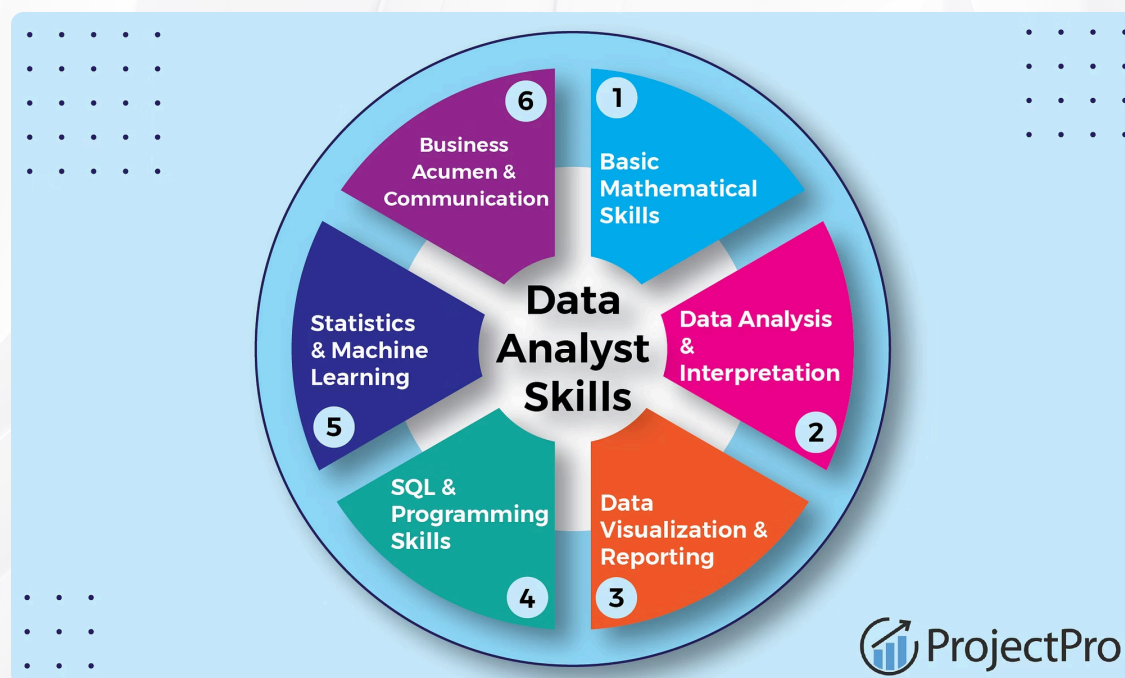 Data
Analyst
Skills
1
Basic
Mathematical
Skills
Data Analysis
&
Interpretation
2
Data
Visualization &
Reporting
3
SQL &
Programming
Skills
4
Statistics
& Machine
Learning
5
6
Business
Acumen &
Communication
ProjectPro